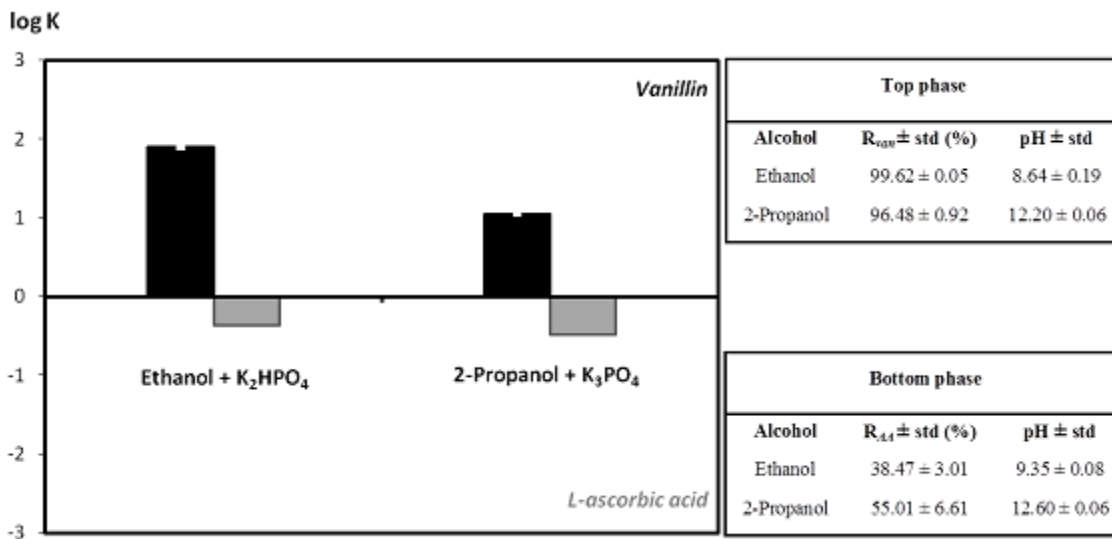 log K
3
2
1
0
-1
-2
-3
Vanillin
Ethanol + K₂HPO₄
2-Propanol + K₃PO₄
L-ascorbic acid
Top phase
Alcohol R_van ± std (%) pH ± std
Ethanol 99.62 ± 0.05 8.64 ± 0.19
2-Propanol 96.48 ± 0.92 12.20 ± 0.06
Bottom phase
Alcohol R_AA ± std (%) pH ± std
Ethanol 38.47 ± 3.01 9.35 ± 0.08
2-Propanol 55.01 ± 6.61 12.60 ± 0.06